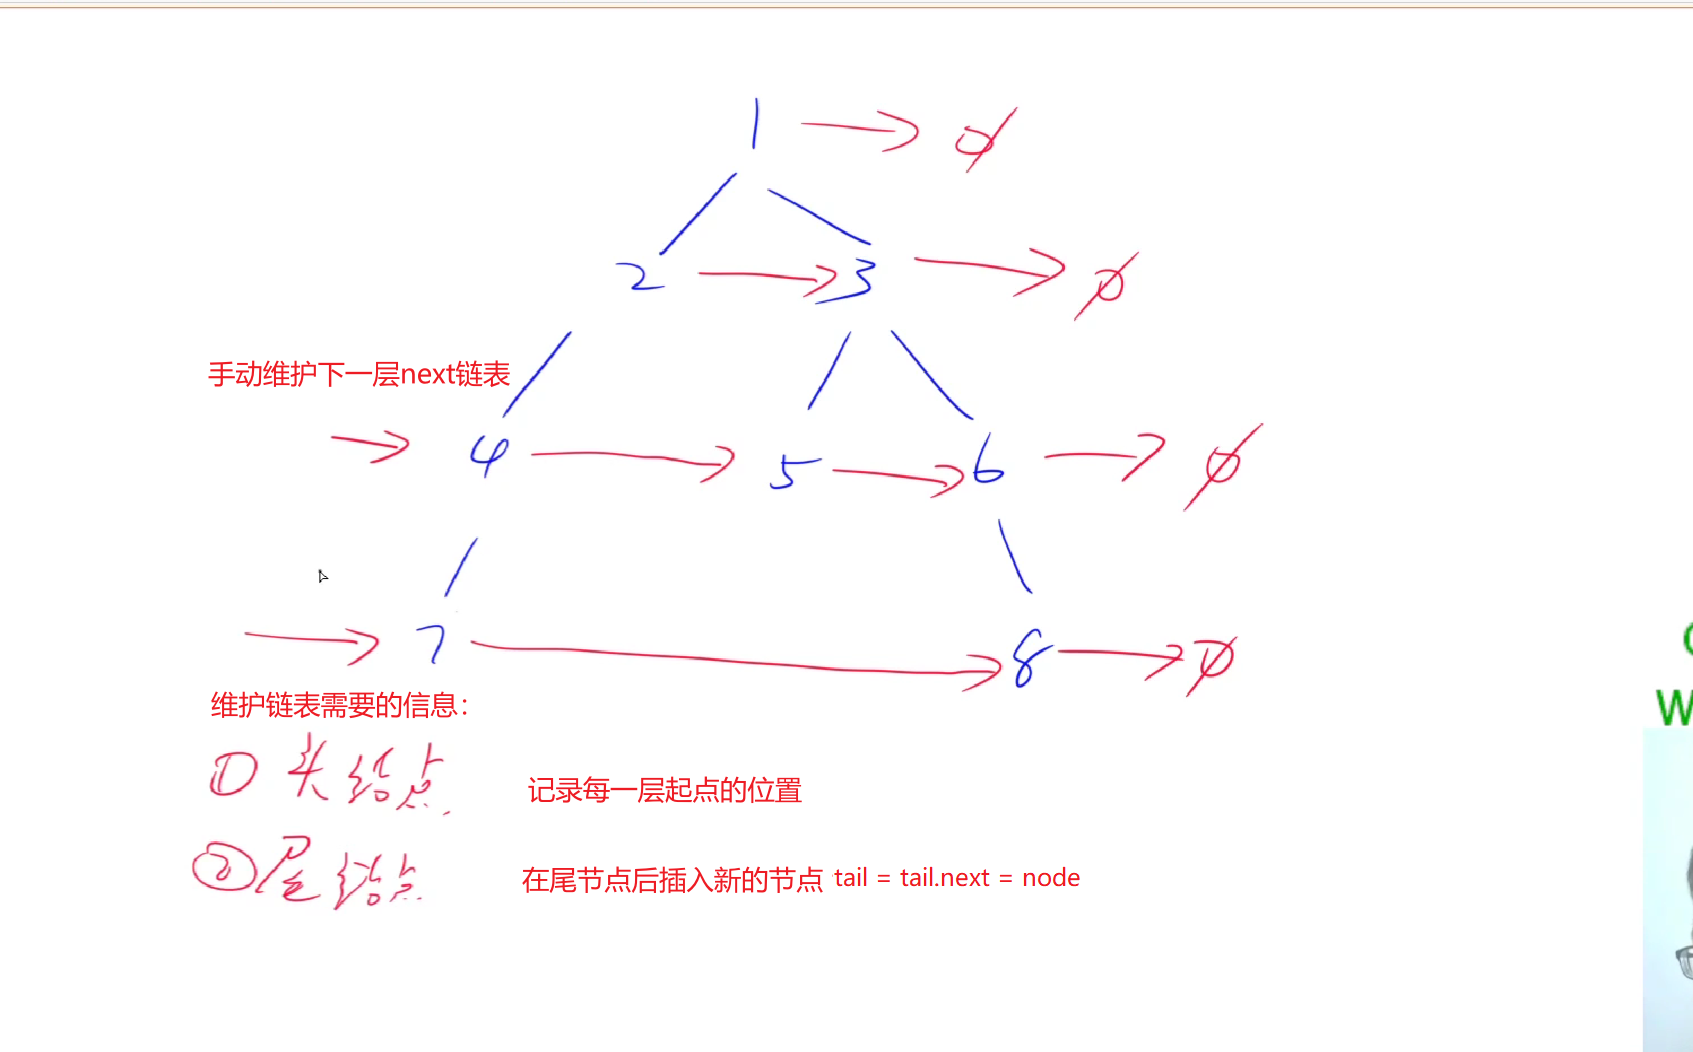 1 → ∅
2 → 3 → ∅
手动维护下一层next链表
→ 4 → 5 → 6 → ∅
→ 7 → 8 → ∅
维护链表需要的信息：
① 头结点. 记录每一层起点的位置
② 尾结点. 在尾节点后插入新的节点 tail = tail.next = node
W